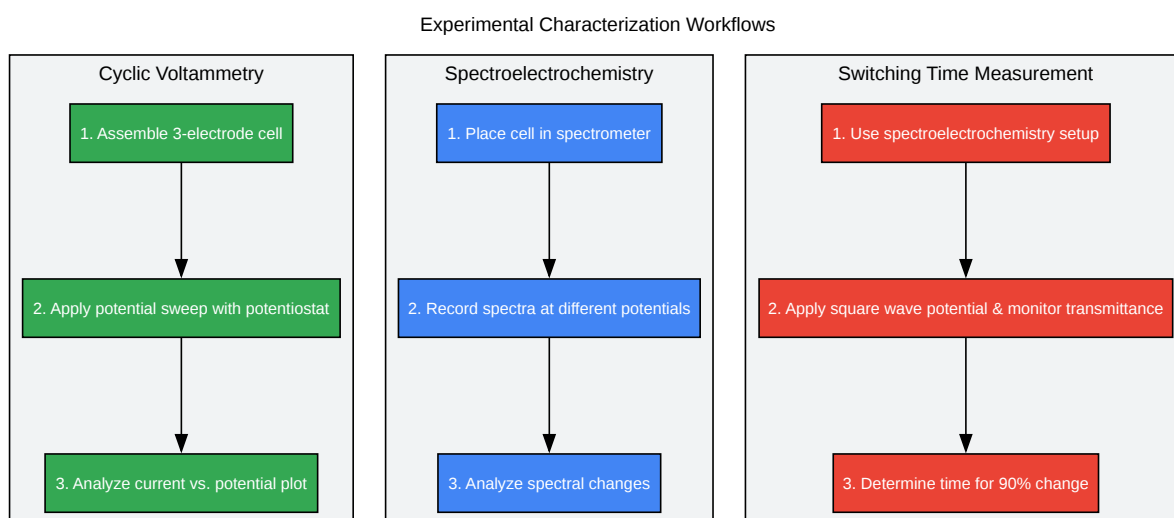 Experimental Characterization Workflows
Cyclic Voltammetry
1. Assemble 3-electrode cell
2. Apply potential sweep with potentiostat
3. Analyze current vs. potential plot
Spectroelectrochemistry
1. Place cell in spectrometer
2. Record spectra at different potentials
3. Analyze spectral changes
Switching Time Measurement
1. Use spectroelectrochemistry setup
2. Apply square wave potential & monitor transmittance
3. Determine time for 90% change